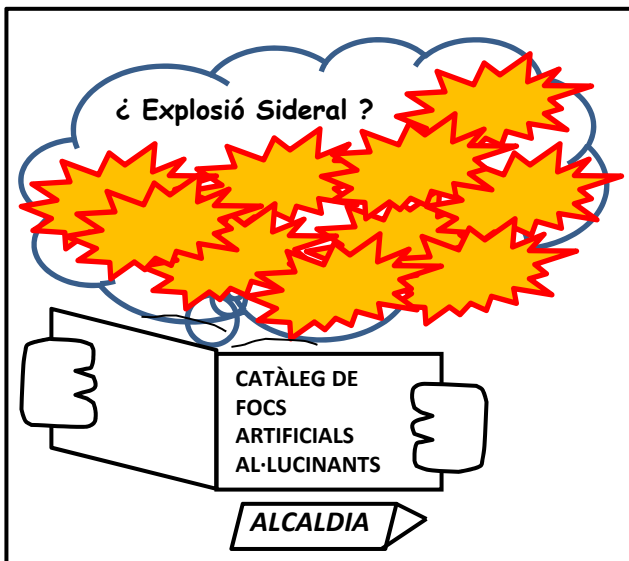 ¿ Explosió Sideral ?
CATÀLEG DE
FOCS
ARTIFICIALS
AL·LUCINANTS
ALCALDIA